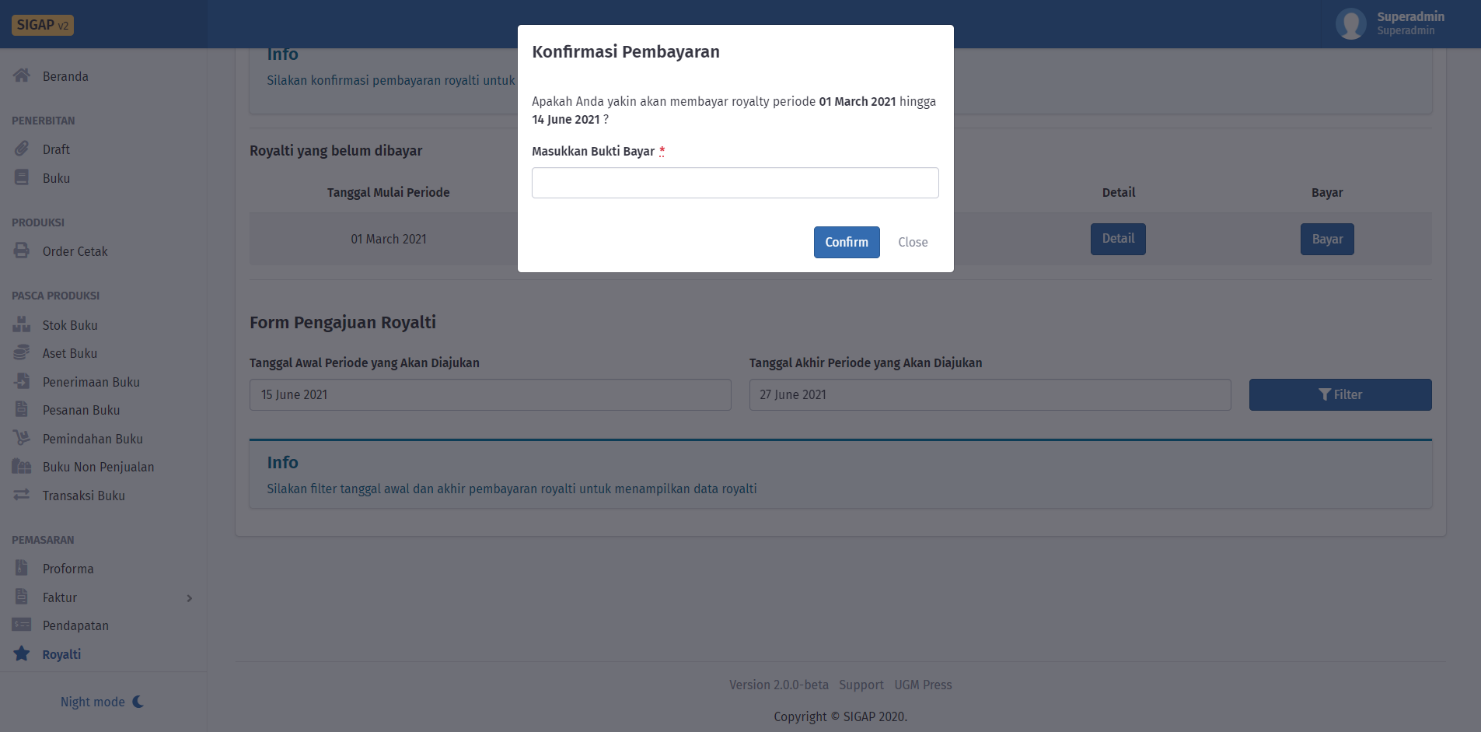 SIGAP v2
Superadmin
Superadmin
Beranda
PENERBITAN
Draft
Buku
PRODUKSI
Order Cetak
PASCA PRODUKSI
Stok Buku
Aset Buku
Penerimaan Buku
Pesanan Buku
Pemindahan Buku
Buku Non Penjualan
Transaksi Buku
PEMASARAN
Proforma
Faktur
Pendapatan
Royalti
Night mode
Info
Silakan konfirmasi pembayaran royalti untuk
Konfirmasi Pembayaran
Apakah Anda yakin akan membayar royalty periode 01 March 2021 hingga
14 June 2021 ?
Masukkan Bukti Bayar *
Confirm Close
Royalti yang belum dibayar
Tanggal Mulai Periode Detail Bayar
01 March 2021 Detail Bayar
Form Pengajuan Royalti
Tanggal Awal Periode yang Akan Diajukan Tanggal Akhir Periode yang Akan Diajukan
15 June 2021 27 June 2021 Filter
Info
Silakan filter tanggal awal dan akhir pembayaran royalti untuk menampilkan data royalti
Version 2.0.0-beta Support UGM Press
Copyright © SIGAP 2020.